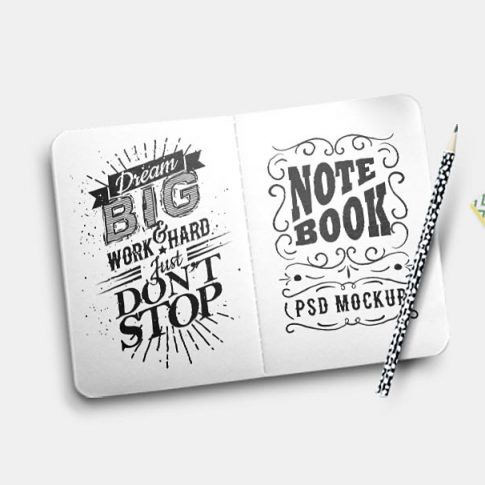 Dream
BIG
&
WORK HARD
Just
DON'T
STOP
NOTE
BOOK
PSD MOCKUP